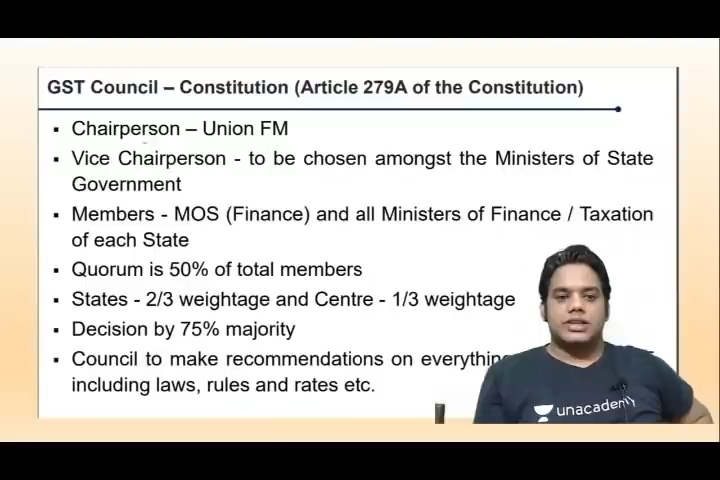 GST Council – Constitution (Article 279A of the Constitution)
▪ Chairperson – Union FM
▪ Vice Chairperson - to be chosen amongst the Ministers of State
Government
▪ Members - MOS (Finance) and all Ministers of Finance / Taxation
of each State
▪ Quorum is 50% of total members
▪ States - 2/3 weightage and Centre - 1/3 weightage
▪ Decision by 75% majority
▪ Council to make recommendations on everything
including laws, rules and rates etc.
unacademy